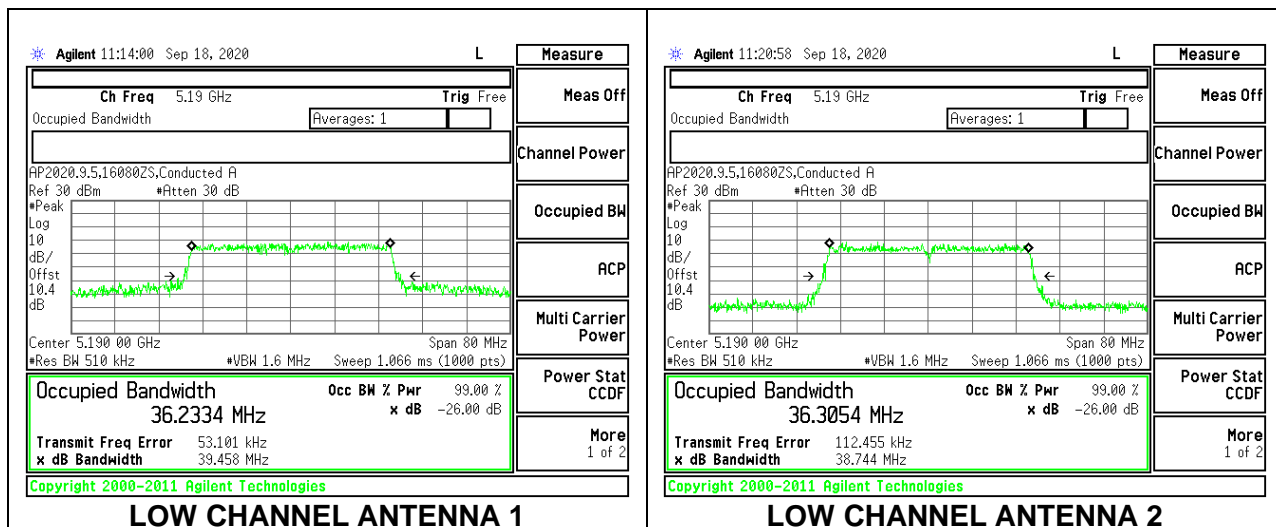 Agilent 11:14:00 Sep 18, 2020 L
Measure
Ch Freq 5.19 GHz Trig Free
Meas Off
Occupied Bandwidth Averages: 1
Channel Power
AP2020.9.5,16080ZS,Conducted A
Ref 30 dBm #Atten 30 dB
#Peak
Occupied BW
Log
10
dB/
ACP
Offst
10.4
dB
Multi Carrier
Power
Center 5.190 00 GHz Span 80 MHz
#Res BW 510 kHz #VBW 1.6 MHz Sweep 1.066 ms (1000 pts)
Power Stat
CCDF
Occupied Bandwidth Occ BW % Pwr 99.00 %
36.2334 MHz x dB -26.00 dB
More
1 of 2
Transmit Freq Error 53.101 kHz
x dB Bandwidth 39.458 MHz
Copyright 2000-2011 Agilent Technologies
LOW CHANNEL ANTENNA 1
Agilent 11:20:58 Sep 18, 2020 L
Measure
Ch Freq 5.19 GHz Trig Free
Meas Off
Occupied Bandwidth Averages: 1
Channel Power
AP2020.9.5,16080ZS,Conducted A
Ref 30 dBm #Atten 30 dB
#Peak
Occupied BW
Log
10
dB/
ACP
Offst
10.4
dB
Multi Carrier
Power
Center 5.190 00 GHz Span 80 MHz
#Res BW 510 kHz #VBW 1.6 MHz Sweep 1.066 ms (1000 pts)
Power Stat
CCDF
Occupied Bandwidth Occ BW % Pwr 99.00 %
36.3054 MHz x dB -26.00 dB
More
1 of 2
Transmit Freq Error 112.455 kHz
x dB Bandwidth 38.744 MHz
Copyright 2000-2011 Agilent Technologies
LOW CHANNEL ANTENNA 2